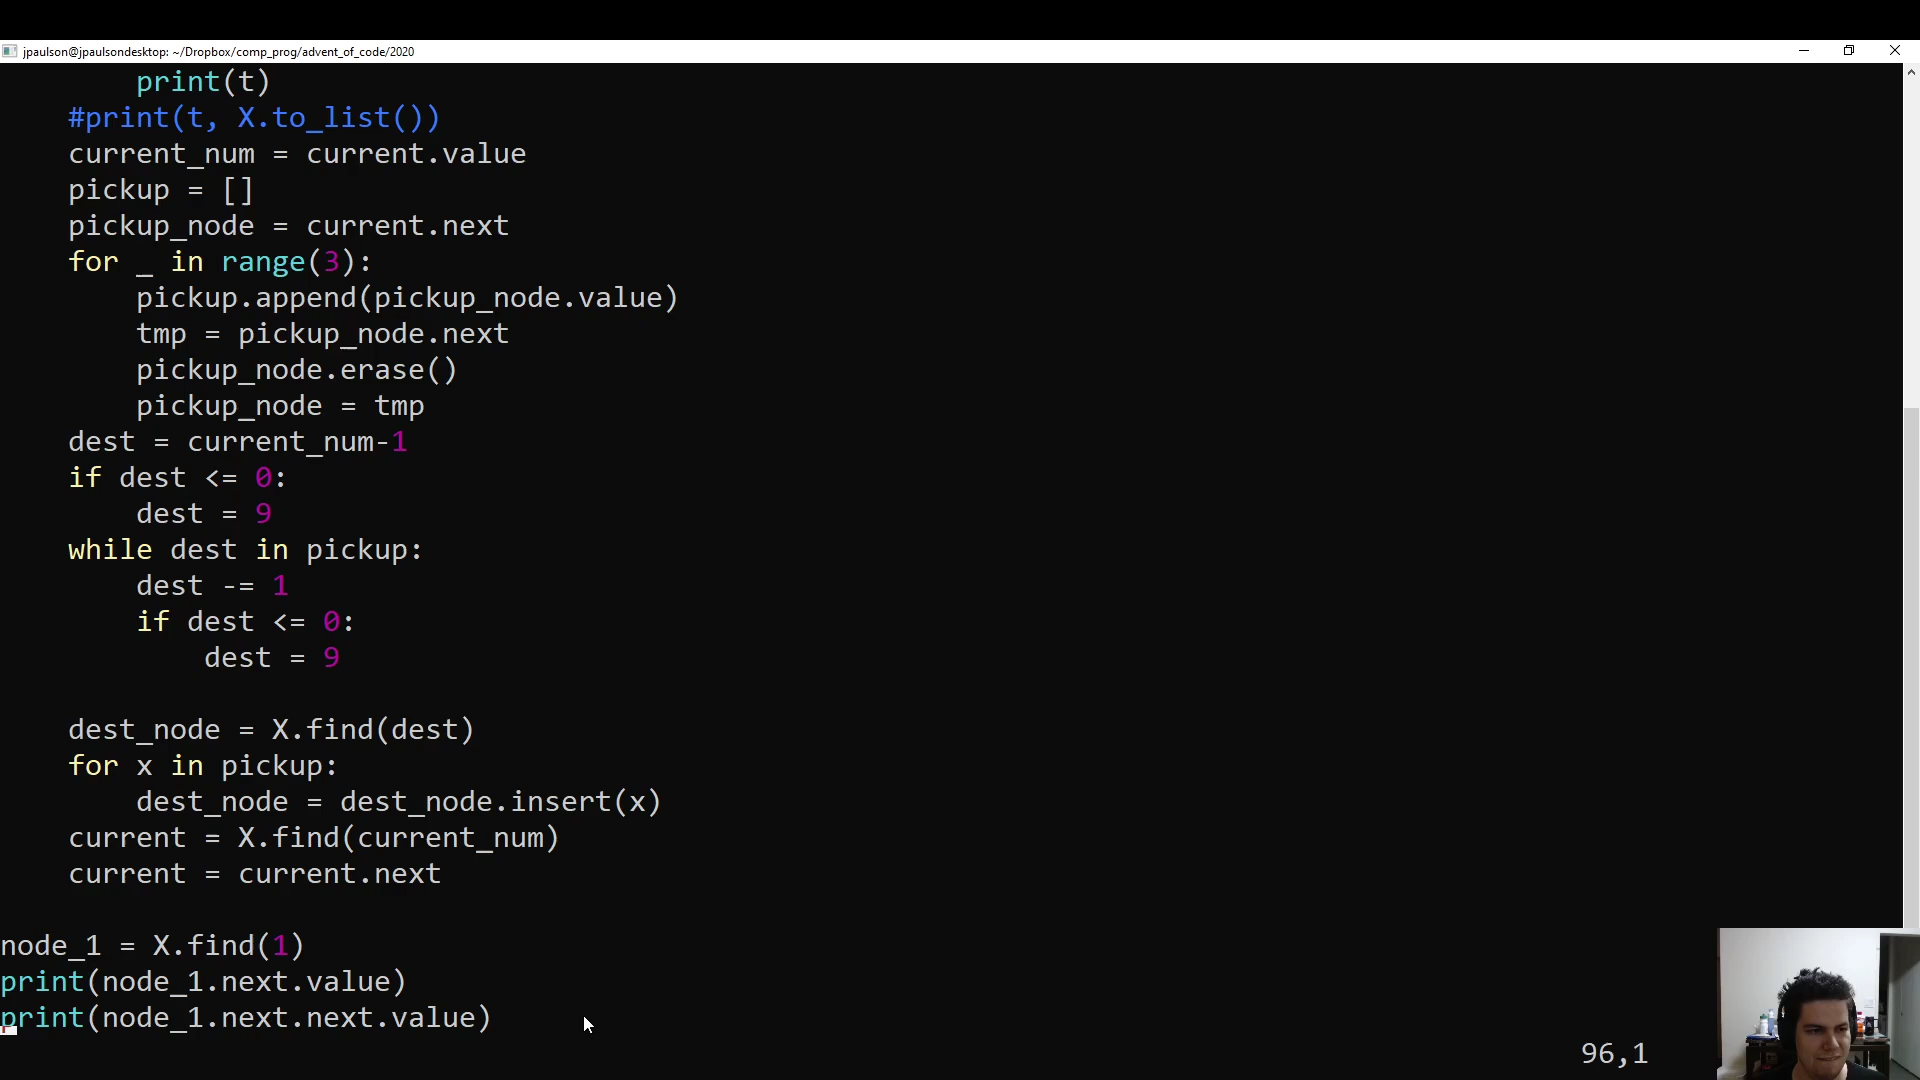 jpaulson@jpaulsondesktop: ~/Dropbox/comp_prog/advent_of_code/2020
        print(t)
    #print(t, X.to_list())
    current_num = current.value
    pickup = []
    pickup_node = current.next
    for _ in range(3):
        pickup.append(pickup_node.value)
        tmp = pickup_node.next
        pickup_node.erase()
        pickup_node = tmp
    dest = current_num-1
    if dest <= 0:
        dest = 9
    while dest in pickup:
        dest -= 1
        if dest <= 0:
            dest = 9

    dest_node = X.find(dest)
    for x in pickup:
        dest_node = dest_node.insert(x)
    current = X.find(current_num)
    current = current.next

node_1 = X.find(1)
print(node_1.next.value)
print(node_1.next.next.value)
96,1